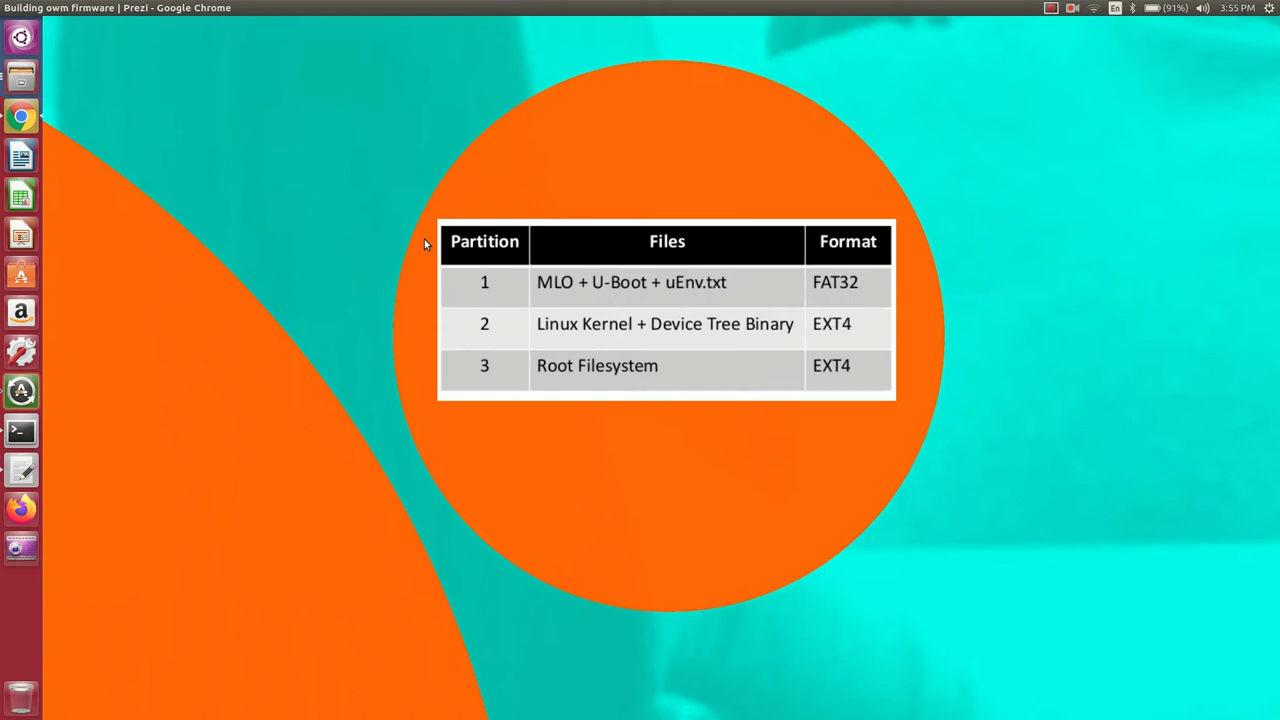 Building owm firmware | Prezi - Google Chrome
En
(91%)
3:55 PM
Partition Files Format
1 MLO + U-Boot + uEnv.txt FAT32
2 Linux Kernel + Device Tree Binary EXT4
3 Root Filesystem EXT4